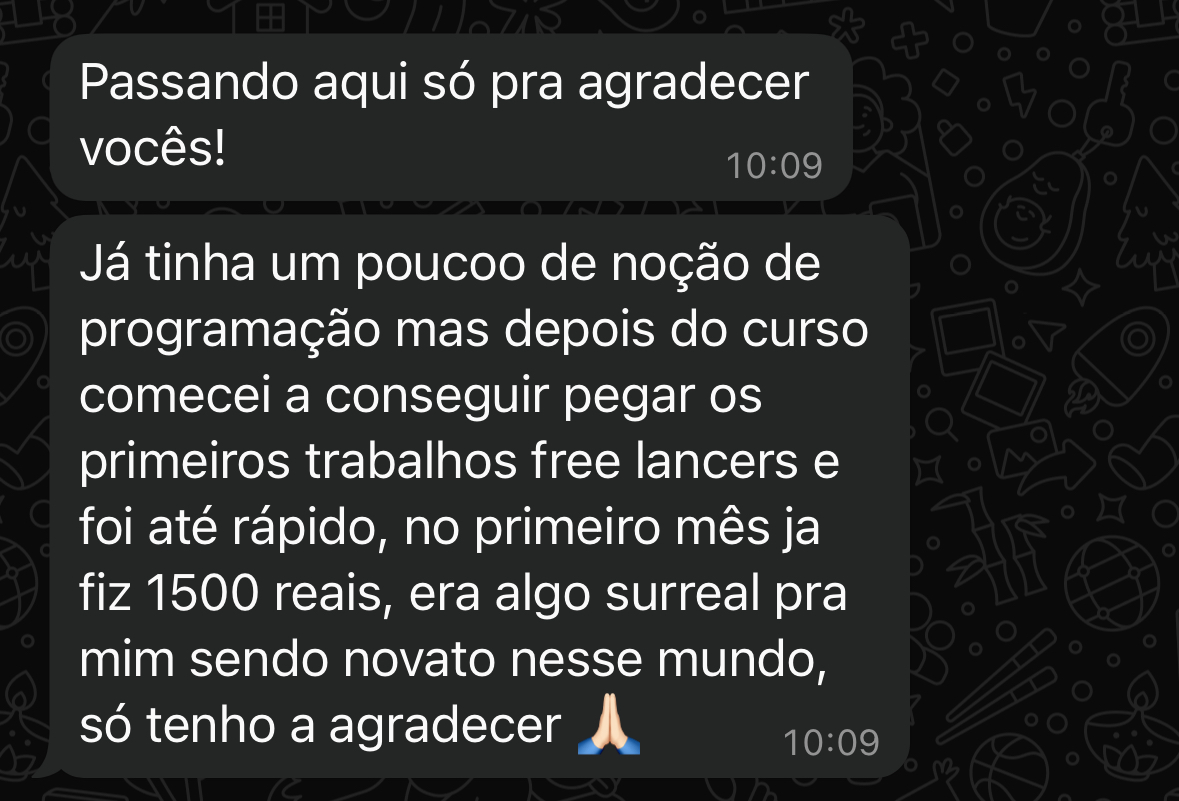 Passando aqui só pra agradecer
vocês!
10:09
Já tinha um poucoo de noção de
programação mas depois do curso
comecei a conseguir pegar os
primeiros trabalhos free lancers e
foi até rápido, no primeiro mês ja
fiz 1500 reais, era algo surreal pra
mim sendo novato nesse mundo,
só tenho a agradecer 🙏🏻
10:09